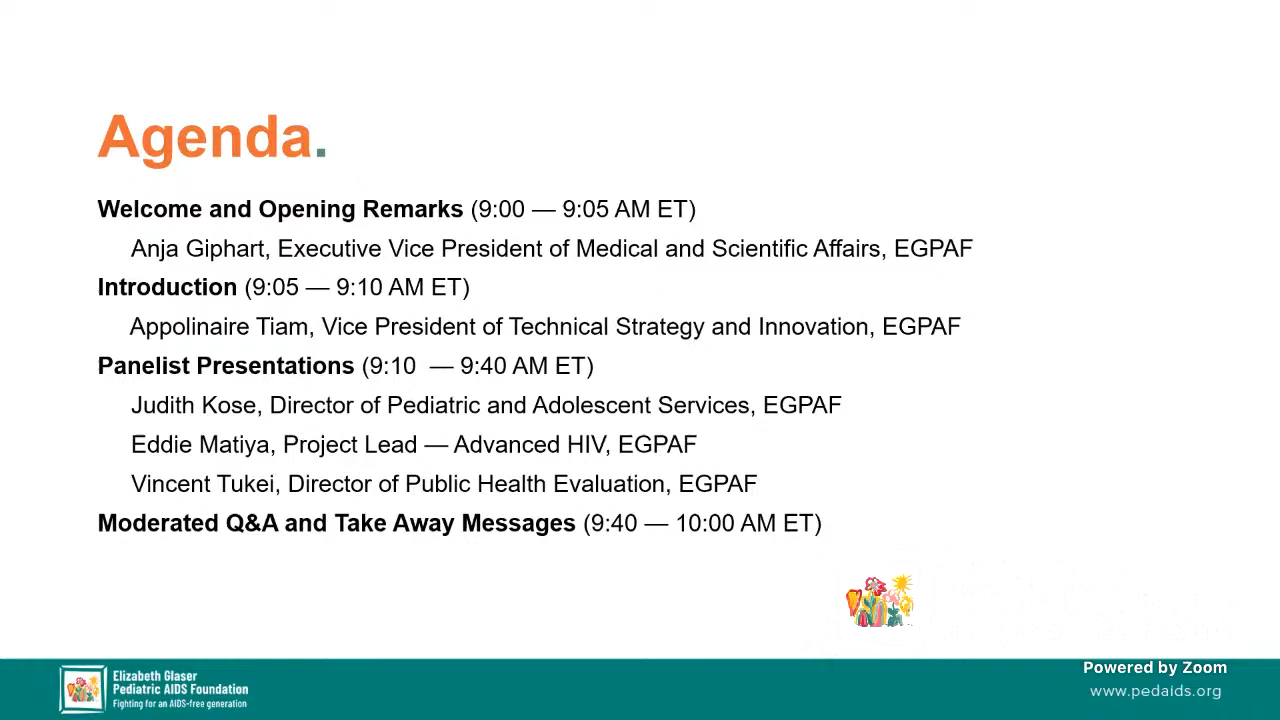 Agenda.
Welcome and Opening Remarks (9:00 — 9:05 AM ET)
Anja Giphart, Executive Vice President of Medical and Scientific Affairs, EGPAF
Introduction (9:05 — 9:10 AM ET)
Appolinaire Tiam, Vice President of Technical Strategy and Innovation, EGPAF
Panelist Presentations (9:10 — 9:40 AM ET)
Judith Kose, Director of Pediatric and Adolescent Services, EGPAF
Eddie Matiya, Project Lead — Advanced HIV, EGPAF
Vincent Tukei, Director of Public Health Evaluation, EGPAF
Moderated Q&A and Take Away Messages (9:40 — 10:00 AM ET)
Elizabeth Glaser
Pediatric AIDS Foundation
Fighting for an AIDS-free generation
Powered by Zoom
www.pedaids.org